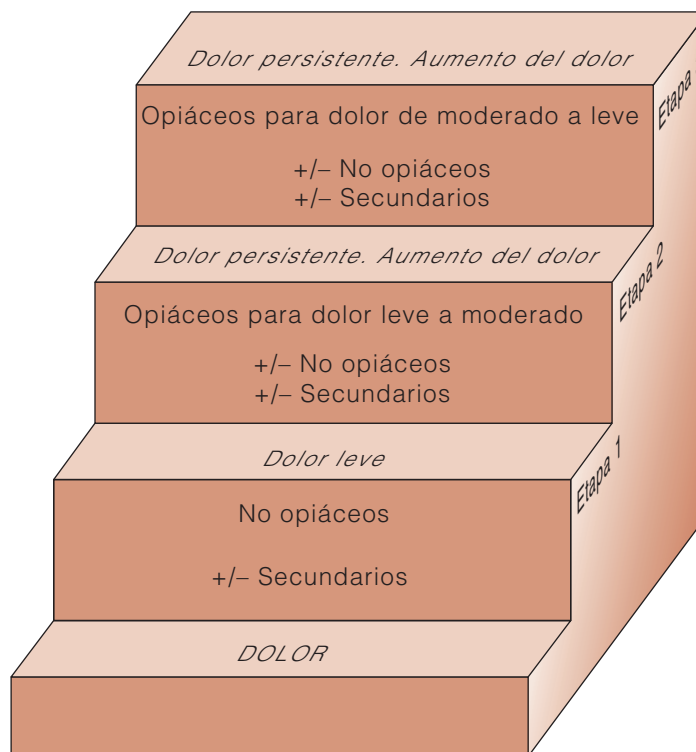 Dolor persistente. Aumento del dolor
Opiáceos para dolor de moderado a leve
+/– No opiáceos
+/– Secundarios
Etapa
Dolor persistente. Aumento del dolor
Opiáceos para dolor leve a moderado
+/– No opiáceos
+/– Secundarios
Etapa 2
Dolor leve
No opiáceos
+/– Secundarios
Etapa 1
DOLOR